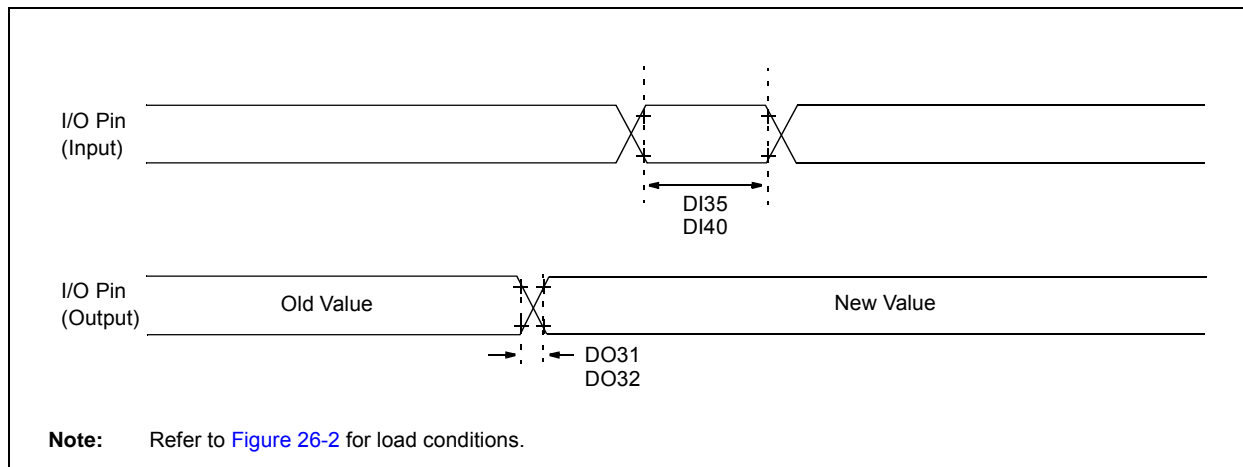 I/O Pin
(Input)
DI35
DI40
I/O Pin
(Output)
Old Value
New Value
DO31
DO32
Note: Refer to Figure 26-2 for load conditions.